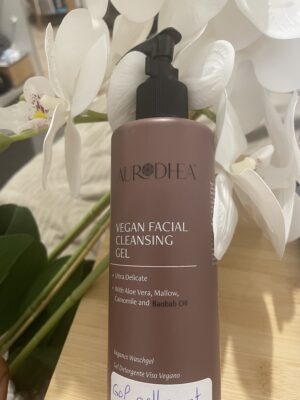 AURODHEA
VEGAN FACIAL
CLEANSING
GEL
• Ultra Delicate
• With Aloe Vera, Mallow,
Camomile and Baobab Oil
Veganes Waschgel
Gel Detergente Viso Vegano